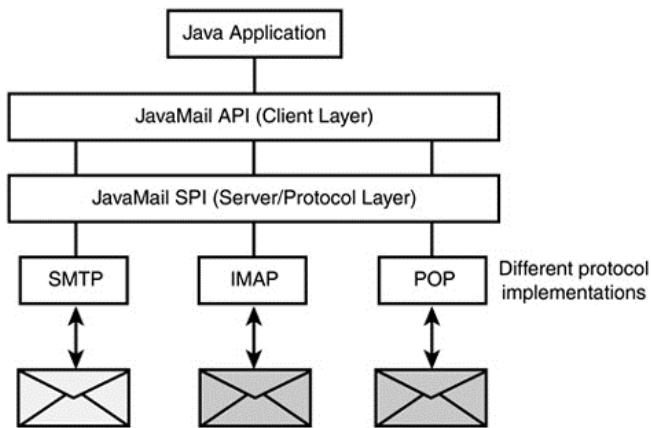 Java Application
JavaMail API (Client Layer)
JavaMail SPI (Server/Protocol Layer)
SMTP
IMAP
POP
Different protocol
implementations